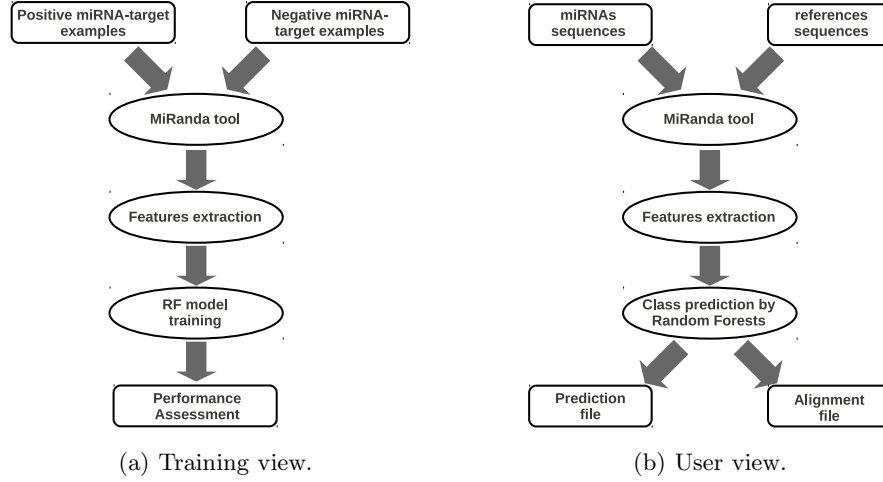 Positive miRNA-target
examples
Negative miRNA-
target examples
MiRanda tool
Features extraction
RF model
training
Performance
Assessment
(a) Training view.
miRNAs
sequences
references
sequences
MiRanda tool
Features extraction
Class prediction by
Random Forests
Prediction
file
Alignment
file
(b) User view.